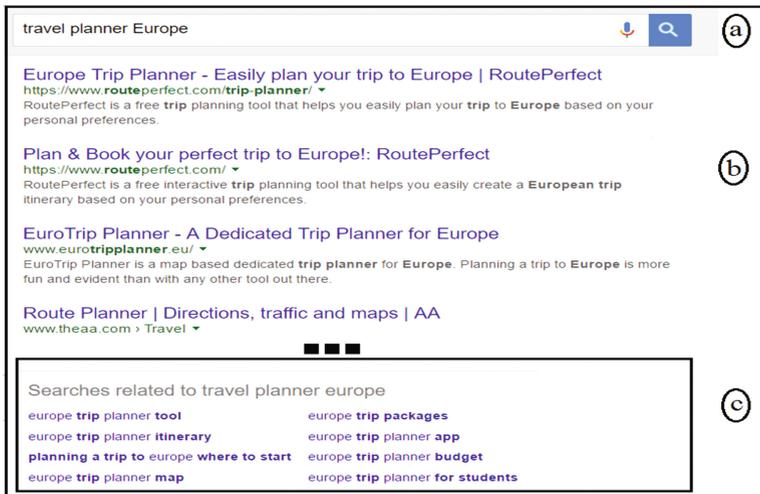 travel planner Europe
a
Europe Trip Planner - Easily plan your trip to Europe | RoutePerfect
https://www.routeperfect.com/trip-planner/
RoutePerfect is a free trip planning tool that helps you easily plan your trip to Europe based on your
personal preferences.
Plan & Book your perfect trip to Europe!: RoutePerfect
b
https://www.routeperfect.com/
RoutePerfect is a free interactive trip planning tool that helps you easily create a European trip
itinerary based on your personal preferences.
EuroTrip Planner - A Dedicated Trip Planner for Europe
www.eurotripplanner.eu/
EuroTrip Planner is a map based dedicated trip planner for Europe. Planning a trip to Europe is more
fun and evident than with any other tool out there.
Route Planner | Directions, traffic and maps | AA
www.theaa.com › Travel
Searches related to travel planner europe
c
europe trip planner tool
europe trip planner itinerary
planning a trip to europe where to start
europe trip planner map
europe trip packages
europe trip planner app
europe trip planner budget
europe trip planner for students